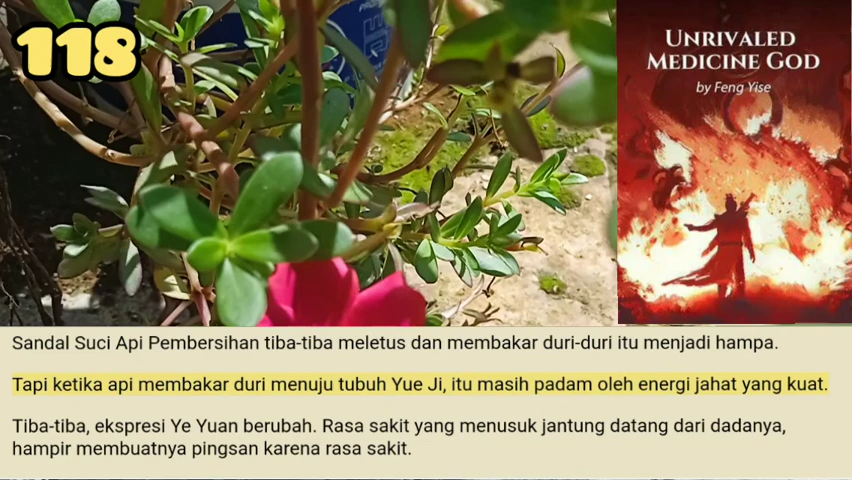 118
UNRIVALED
MEDICINE GOD
by Feng Yise
Sandal Suci Api Pembersihan tiba-tiba meletus dan membakar duri-duri itu menjadi hampa.
Tapi ketika api membakar duri menuju tubuh Yue Ji, itu masih padam oleh energi jahat yang kuat.
Tiba-tiba, ekspresi Ye Yuan berubah. Rasa sakit yang menusuk jantung datang dari dadanya,
hampir membuatnya pingsan karena rasa sakit.